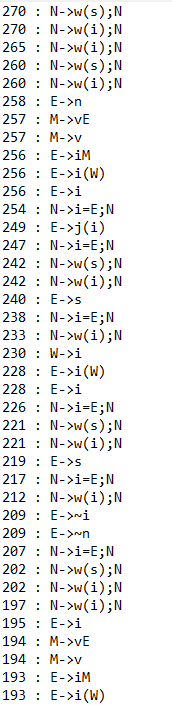 270 : N->w(s);N
270 : N->w(i);N
265 : N->w(i);N
260 : N->w(s);N
260 : N->w(i);N
258 : E->n
257 : M->vE
257 : M->v
256 : E->iM
256 : E->i(W)
256 : E->i
254 : N->i=E;N
249 : E->j(i)
247 : N->i=E;N
242 : N->w(s);N
242 : N->w(i);N
240 : E->s
238 : N->i=E;N
233 : N->w(i);N
230 : W->i
228 : E->i(W)
228 : E->i
226 : N->i=E;N
221 : N->w(s);N
221 : N->w(i);N
219 : E->s
217 : N->i=E;N
212 : N->w(i);N
209 : E->~i
209 : E->~n
207 : N->i=E;N
202 : N->w(s);N
202 : N->w(i);N
197 : N->w(i);N
195 : E->i
194 : M->vE
194 : M->v
193 : E->iM
193 : E->i(W)